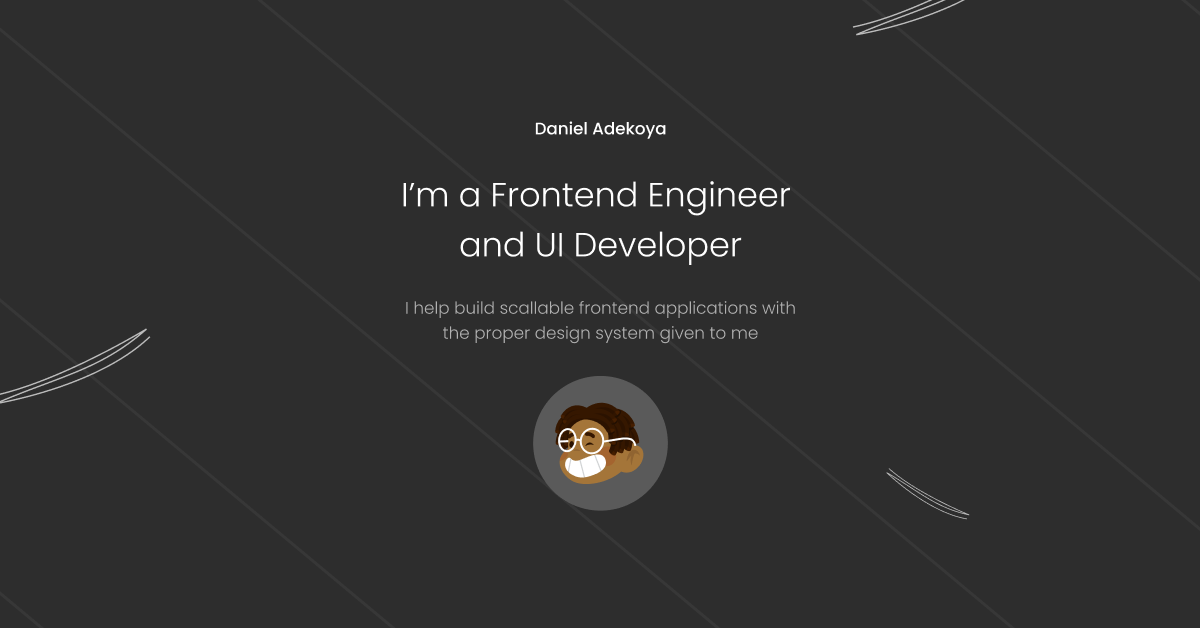 Daniel Adekoya
I’m a Frontend Engineer
and UI Developer
I help build scallable frontend applications with
the proper design system given to me